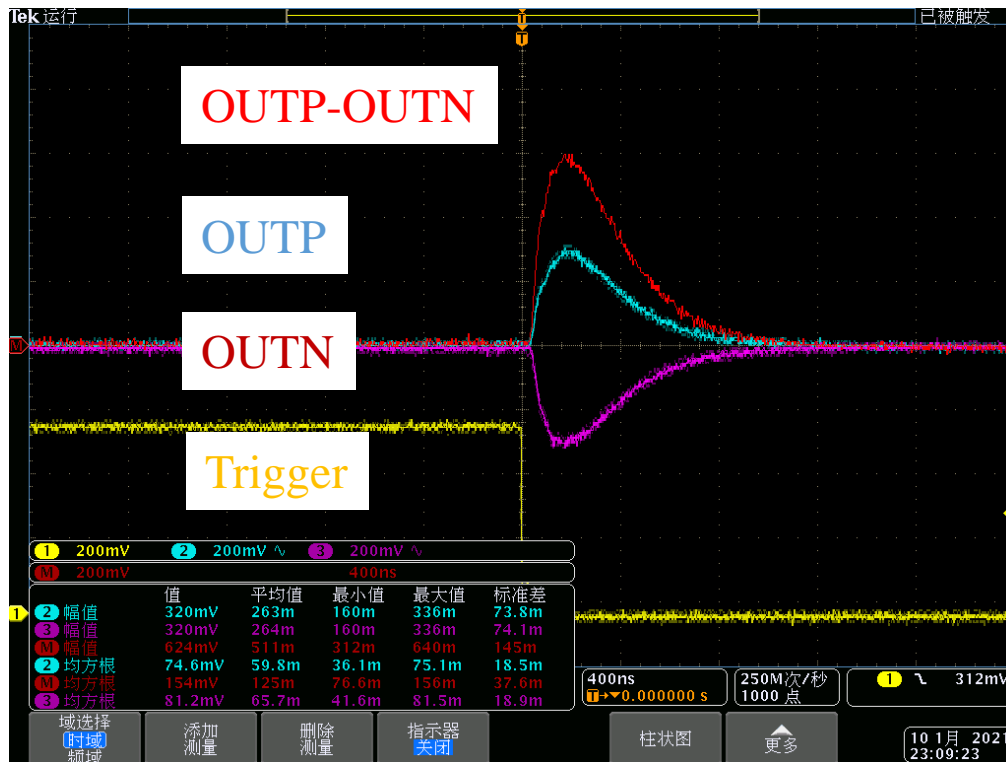 Tek 运行 已被触发
T
T
OUTP-OUTN
OUTP
M
OUTN
Trigger
1 200mV 2 200mV ∿ 3 200mV ∿
M 200mV 400ns
值 平均值 最小值 最大值 标准差
1
2 幅值 320mV 263m 160m 336m 73.8m
3 幅值 320mV 264m 160m 336m 74.1m
M 幅值 624mV 511m 312m 640m 145m
2 均方根 74.6mV 59.8m 36.1m 75.1m 18.5m
M 均方根 154mV 125m 76.6m 156m 37.6m
3 均方根 81.2mV 65.7m 41.6m 81.5m 18.9m
400ns
T→▼0.000000 s
250M次/秒
1000 点
1 ㄟ 312mV
域选择
时域
频域
添加
测量
删除
测量
指示器
关闭
柱状图
更多
10 1月 2021
23:09:23